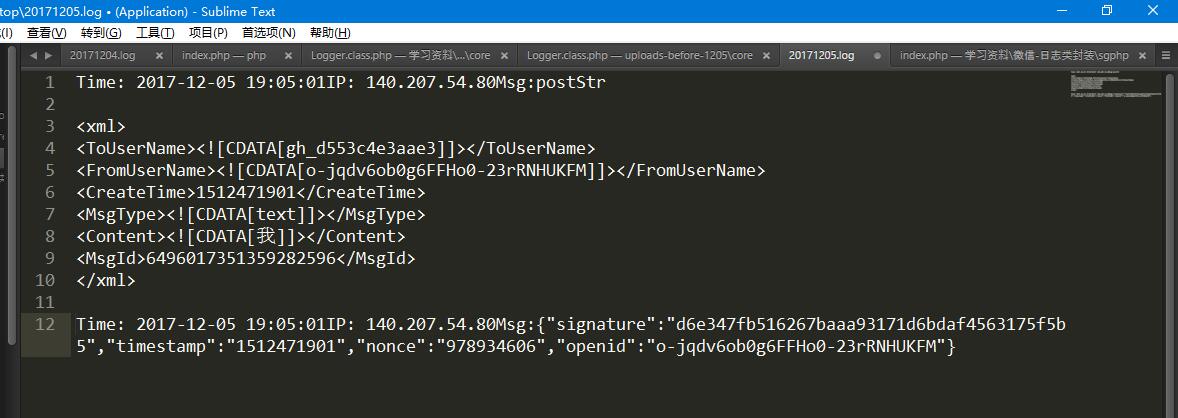 top\20171205.log • (Application) - Sublime Text
(I) 查看(V) 转到(G) 工具(T) 项目(P) 首选项(N) 帮助(H)
20171204.log index.php — php Logger.class.php — 学习资料\...\core Logger.class.php — uploads-before-1205\core 20171205.log index.php — 学习资料\微信-日志类封装\sgphp
1 Time: 2017-12-05 19:05:01IP: 140.207.54.80Msg:postStr
2
3 <xml>
4 <ToUserName><![CDATA[gh_d553c4e3aae3]]></ToUserName>
5 <FromUserName><![CDATA[o-jqdv6ob0g6FFHo0-23rRNHUKFM]]></FromUserName>
6 <CreateTime>1512471901</CreateTime>
7 <MsgType><![CDATA[text]]></MsgType>
8 <Content><![CDATA[我]]></Content>
9 <MsgId>6496017351359282596</MsgId>
10 </xml>
11
12 Time: 2017-12-05 19:05:01IP: 140.207.54.80Msg:{"signature":"d6e347fb516267baaa93171d6bdaf4563175f5b
5","timestamp":"1512471901","nonce":"978934606","openid":"o-jqdv6ob0g6FFHo0-23rRNHUKFM"}